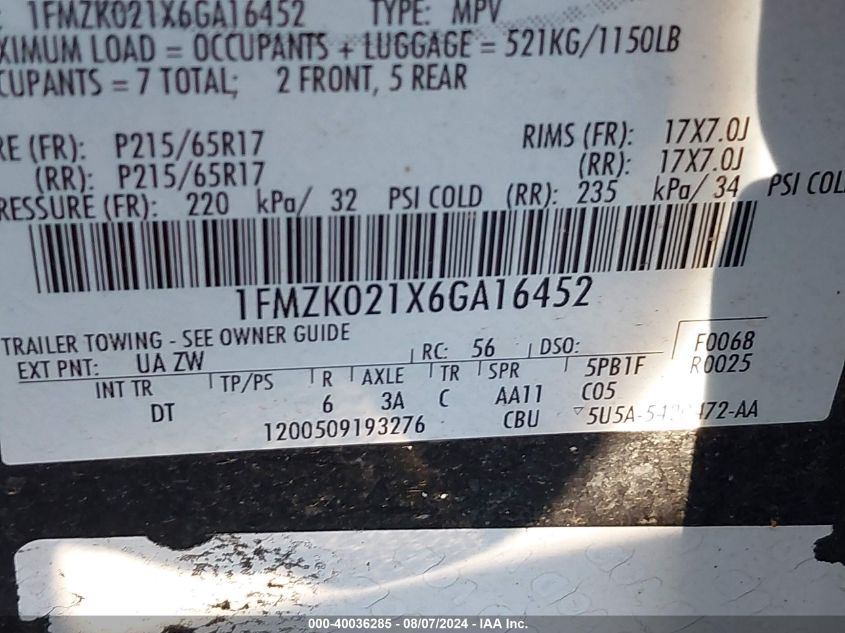 1FMZK021X6GA16452 TYPE: MPV
XIMUM LOAD = OCCUPANTS + LUGGAGE = 521KG/1150LB
CUPANTS = 7 TOTAL; 2 FRONT, 5 REAR
RE (FR): P215/65R17 RIMS (FR): 17X7.0J
(RR): P215/65R17 (RR): 17X7.0J
RESSURE (FR): 220 kPa/ 32 PSI COLD (RR): 235 kPa/ 34 PSI COL
1FMZK021X6GA16452
TRAILER TOWING - SEE OWNER GUIDE
EXT PNT: UA ZW RC: 56 DSO: F0068
INT TR TP/PS R AXLE TR SPR 5PB1F R0025
DT 6 3A C AA11 C05
1200509193276 CBU
000-40036285 - 08/07/2024 - IAA Inc.